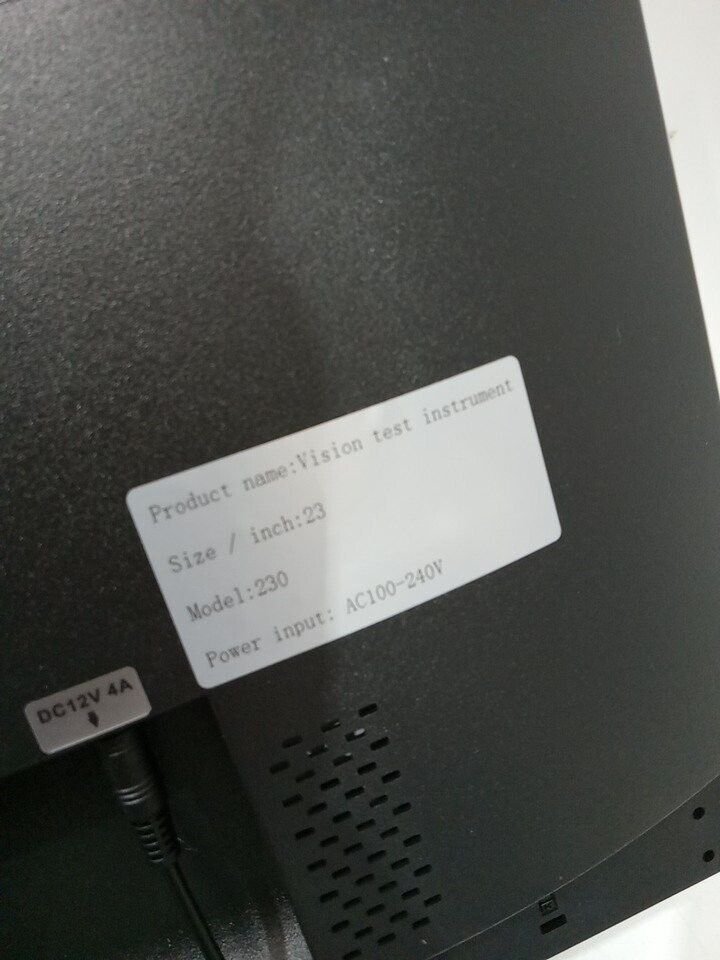 Product name:Vision test instrument
Size / inch:23
Model:230
Power input: AC100-240V
DC12V 4A